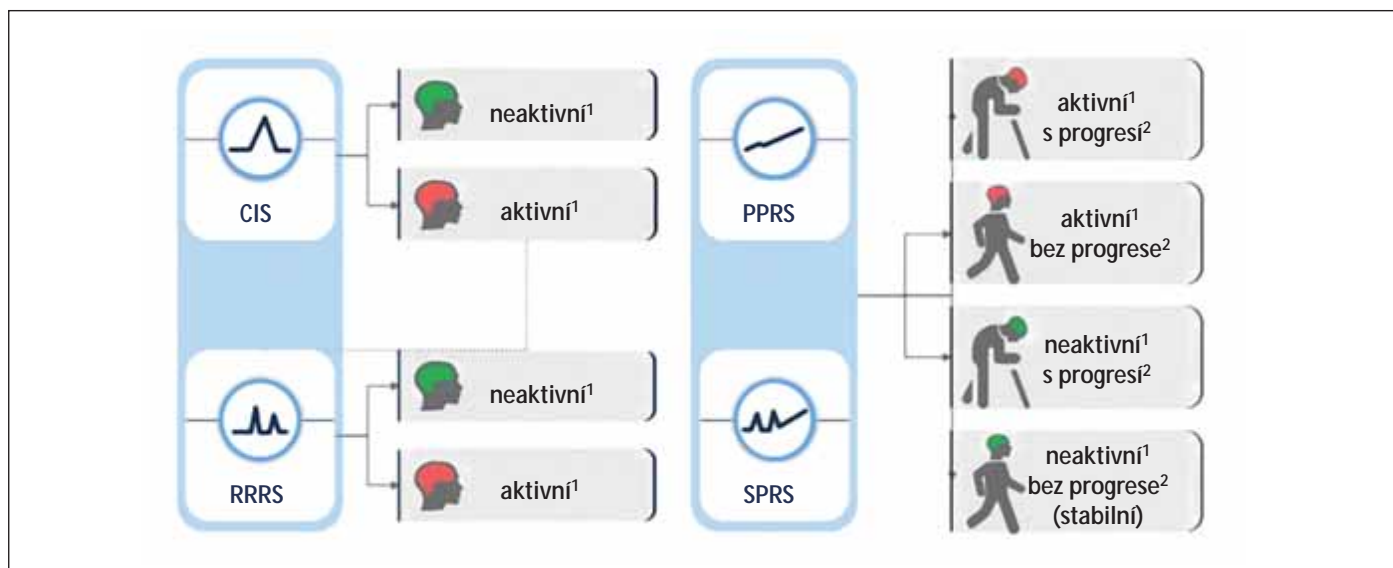 CIS
neaktivní¹
aktivní¹
RRRS
neaktivní¹
aktivní¹
PPRS
SPRS
aktivní¹
s progresí²
aktivní¹
bez progrese²
neaktivní¹
s progresí²
neaktivní¹
bez progrese²
(stabilní)